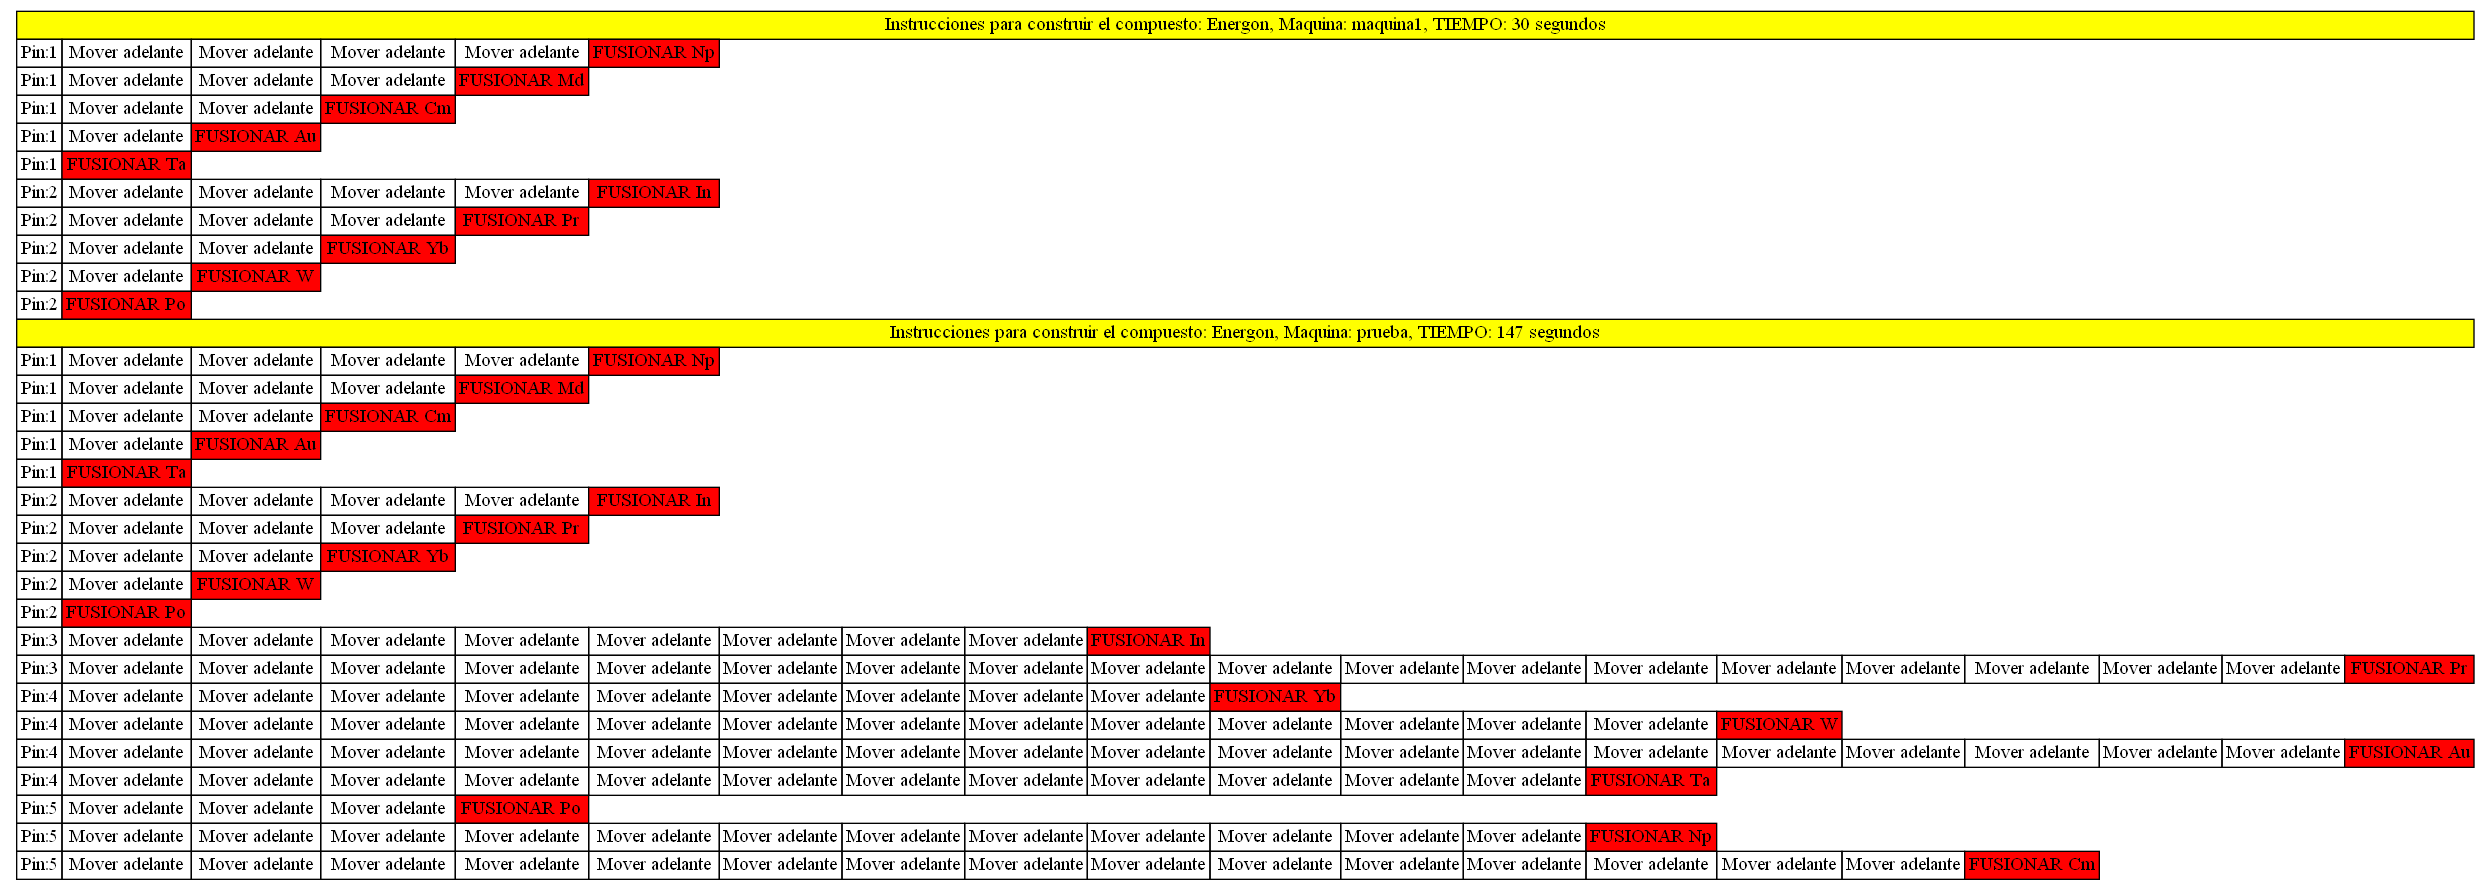 Instrucciones para construir el compuesto: Energon, Maquina: maquina1, TIEMPO: 30 segundos
Pin:1 Mover adelante Mover adelante Mover adelante Mover adelante FUSIONAR Np
Pin:1 Mover adelante Mover adelante Mover adelante FUSIONAR Md
Pin:1 Mover adelante Mover adelante FUSIONAR Cm
Pin:1 Mover adelante FUSIONAR Au
Pin:1 FUSIONAR Ta
Pin:2 Mover adelante Mover adelante Mover adelante Mover adelante FUSIONAR In
Pin:2 Mover adelante Mover adelante Mover adelante FUSIONAR Pr
Pin:2 Mover adelante Mover adelante FUSIONAR Yb
Pin:2 Mover adelante FUSIONAR W
Pin:2 FUSIONAR Po
Instrucciones para construir el compuesto: Energon, Maquina: prueba, TIEMPO: 147 segundos
Pin:1 Mover adelante Mover adelante Mover adelante Mover adelante FUSIONAR Np
Pin:1 Mover adelante Mover adelante Mover adelante FUSIONAR Md
Pin:1 Mover adelante Mover adelante FUSIONAR Cm
Pin:1 Mover adelante FUSIONAR Au
Pin:1 FUSIONAR Ta
Pin:2 Mover adelante Mover adelante Mover adelante Mover adelante FUSIONAR In
Pin:2 Mover adelante Mover adelante Mover adelante FUSIONAR Pr
Pin:2 Mover adelante Mover adelante FUSIONAR Yb
Pin:2 Mover adelante FUSIONAR W
Pin:2 FUSIONAR Po
Pin:3 Mover adelante Mover adelante Mover adelante Mover adelante Mover adelante Mover adelante Mover adelante Mover adelante FUSIONAR In
Pin:3 Mover adelante Mover adelante Mover adelante Mover adelante Mover adelante Mover adelante Mover adelante Mover adelante Mover adelante Mover adelante Mover adelante Mover adelante Mover adelante Mover adelante Mover adelante Mover adelante Mover adelante Mover adelante FUSIONAR Pr
Pin:4 Mover adelante Mover adelante Mover adelante Mover adelante Mover adelante Mover adelante Mover adelante Mover adelante Mover adelante FUSIONAR Yb
Pin:4 Mover adelante Mover adelante Mover adelante Mover adelante Mover adelante Mover adelante Mover adelante Mover adelante Mover adelante Mover adelante Mover adelante Mover adelante Mover adelante FUSIONAR W
Pin:4 Mover adelante Mover adelante Mover adelante Mover adelante Mover adelante Mover adelante Mover adelante Mover adelante Mover adelante Mover adelante Mover adelante Mover adelante Mover adelante Mover adelante Mover adelante Mover adelante Mover adelante Mover adelante FUSIONAR Au
Pin:4 Mover adelante Mover adelante Mover adelante Mover adelante Mover adelante Mover adelante Mover adelante Mover adelante Mover adelante Mover adelante Mover adelante Mover adelante FUSIONAR Ta
Pin:5 Mover adelante Mover adelante Mover adelante FUSIONAR Po
Pin:5 Mover adelante Mover adelante Mover adelante Mover adelante Mover adelante Mover adelante Mover adelante Mover adelante Mover adelante Mover adelante Mover adelante Mover adelante FUSIONAR Np
Pin:5 Mover adelante Mover adelante Mover adelante Mover adelante Mover adelante Mover adelante Mover adelante Mover adelante Mover adelante Mover adelante Mover adelante Mover adelante Mover adelante Mover adelante Mover adelante FUSIONAR Cm